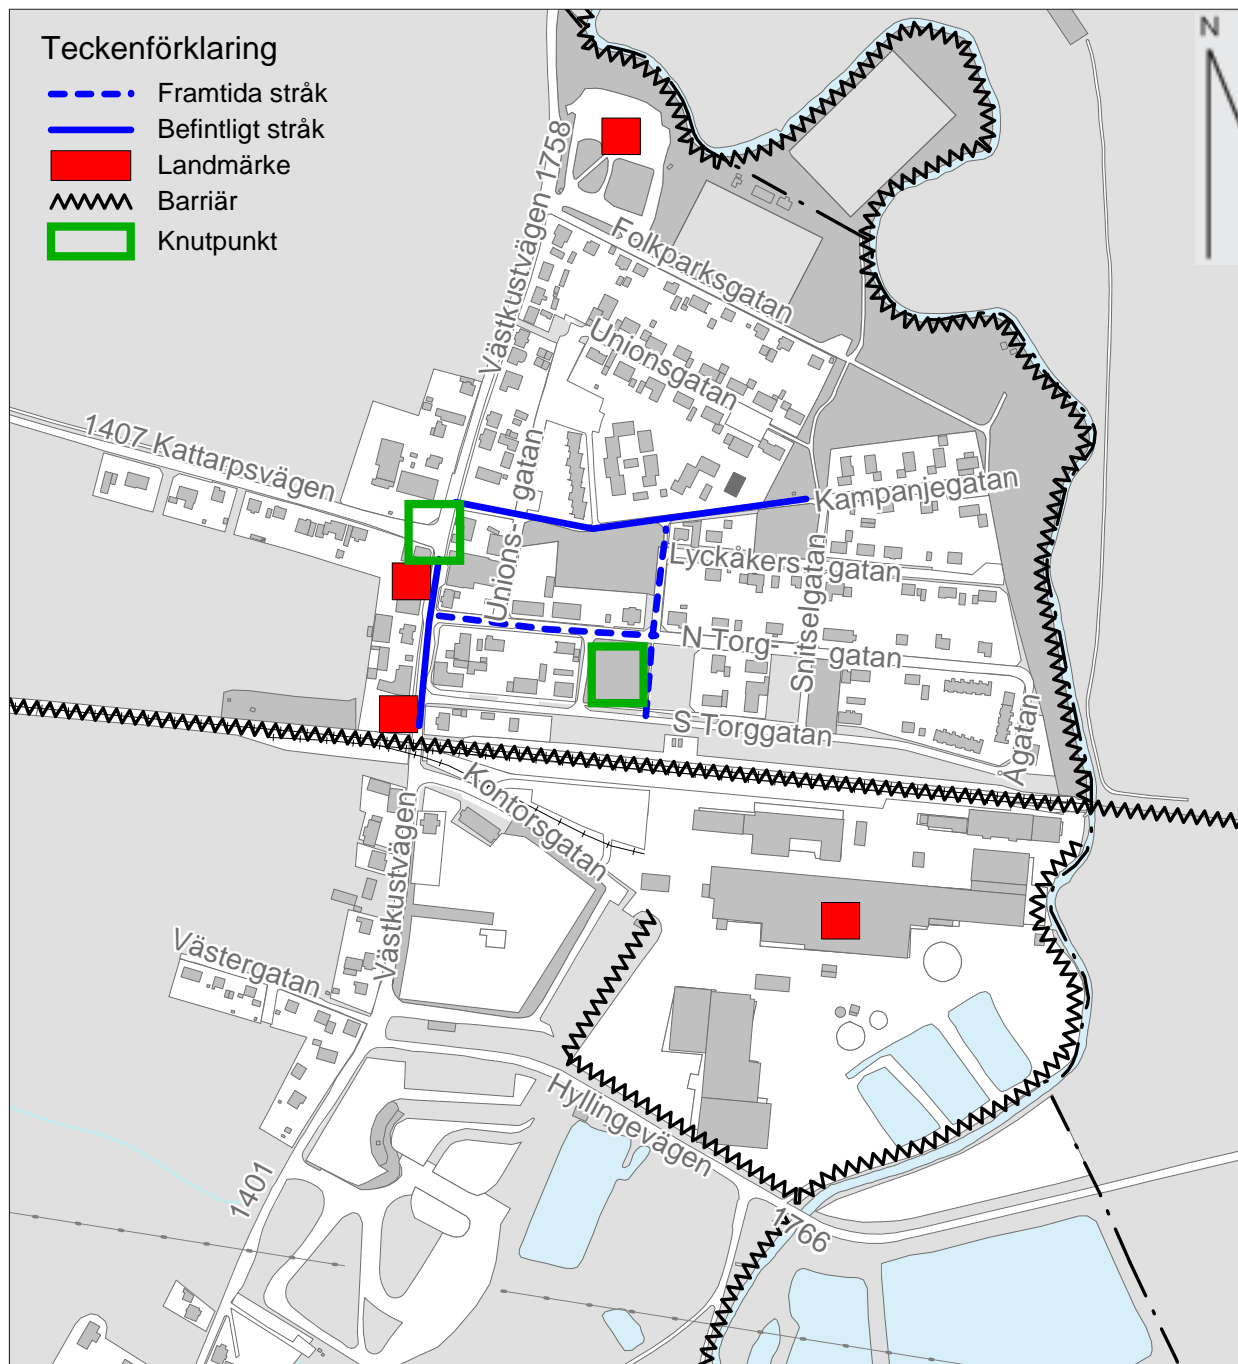 Teckenförklaring
Framtida stråk
Befintligt stråk
Landmärke
Barriär
Knutpunkt
N
Västkustvägen 1758
Folkparksgatan
Unionsgatan
1407 Kattarpsvägen
Unions-
gatan
Kampanjegatan
Lyckåkers-
gatan
Snitselgatan
N Torg-
gatan
S Torggatan
Ågatan
Kontorsgatan
Västkustvägen
Västergatan
Hyllingevägen
1401
1766